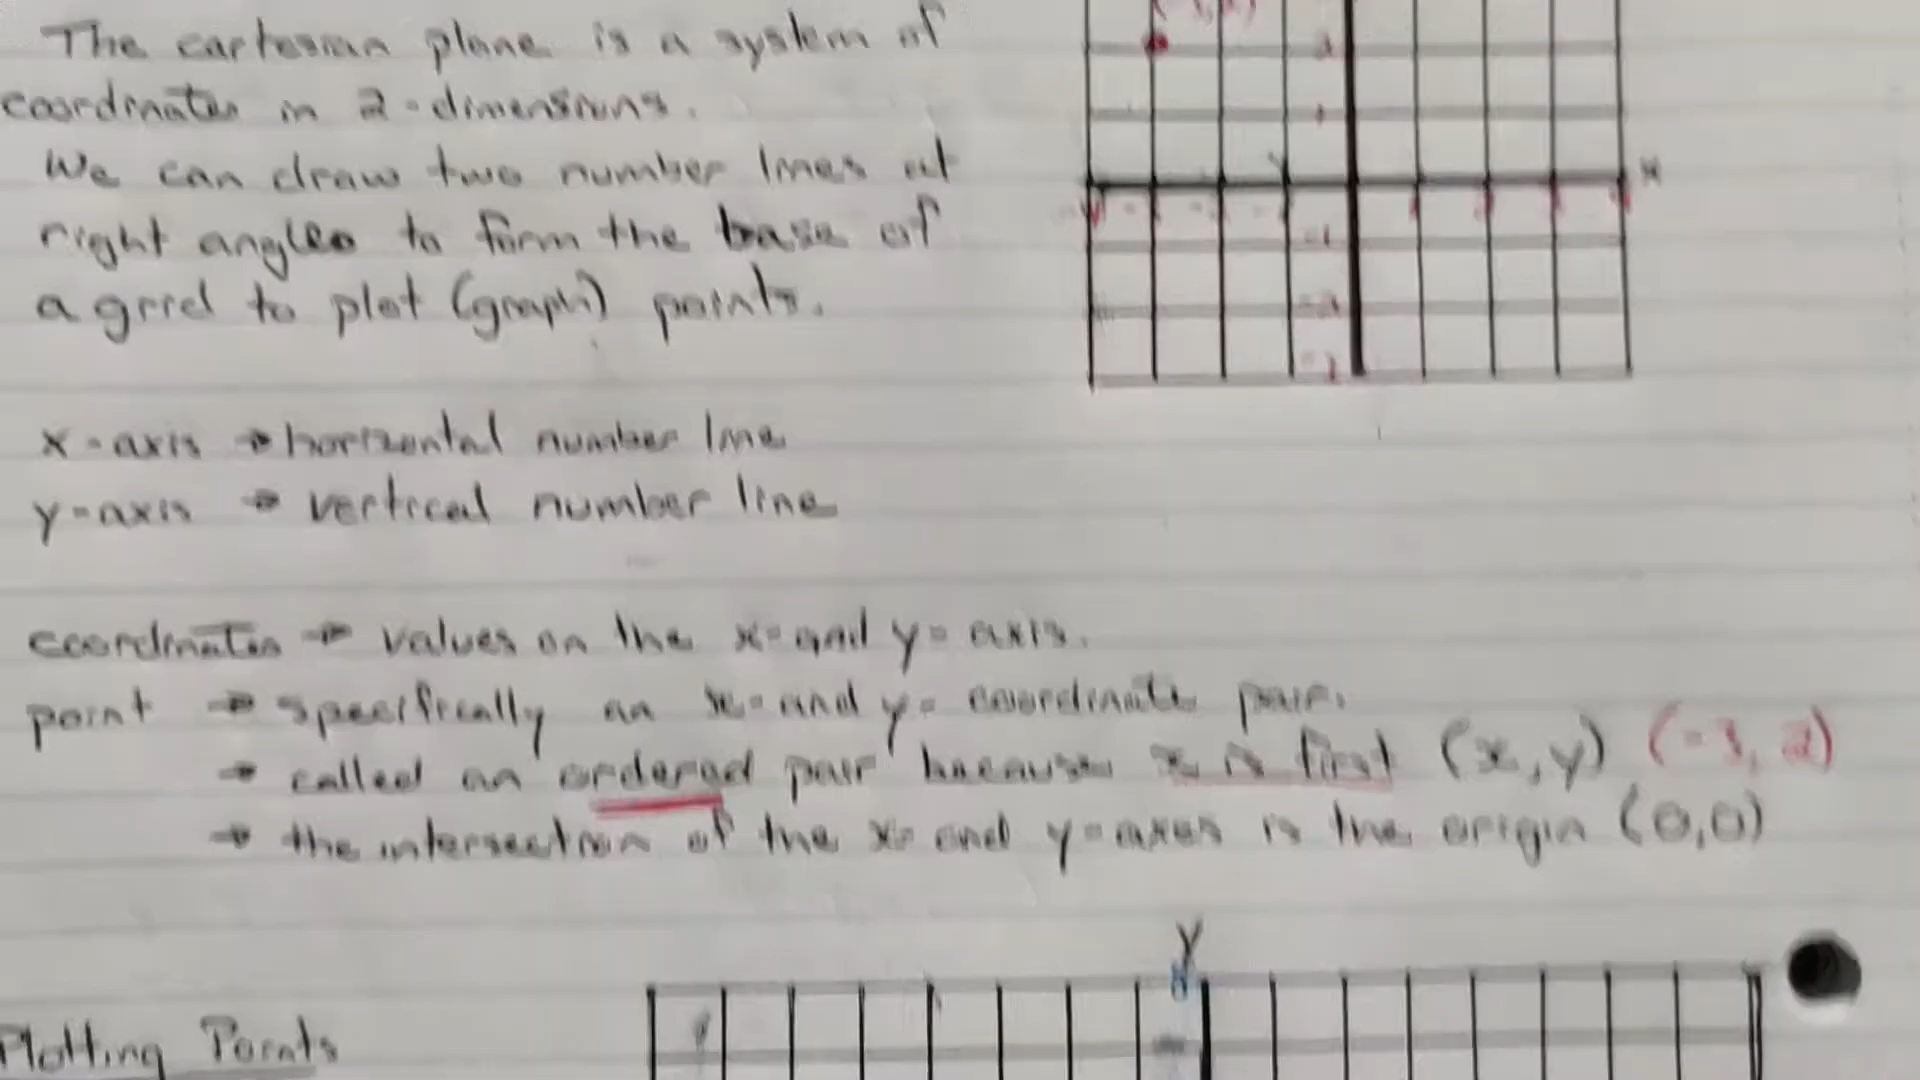 The cartesian plane is a system of
coordinates in 2-dimensions.
We can draw two number lines at
right angles to form the base of
a grid to plot (graph) points.
x
-1
-2
-3
x-axis → horizontal number line
y-axis → vertical number line
coordinates → values on the x- and y- axis.
point → specifically an x- and y- coordinate pair.
→ called an ordered pair because x is first (x, y) (-3, 2)
→ the intersection of the x- and y-axes is the origin (0,0)
y
Plotting Points